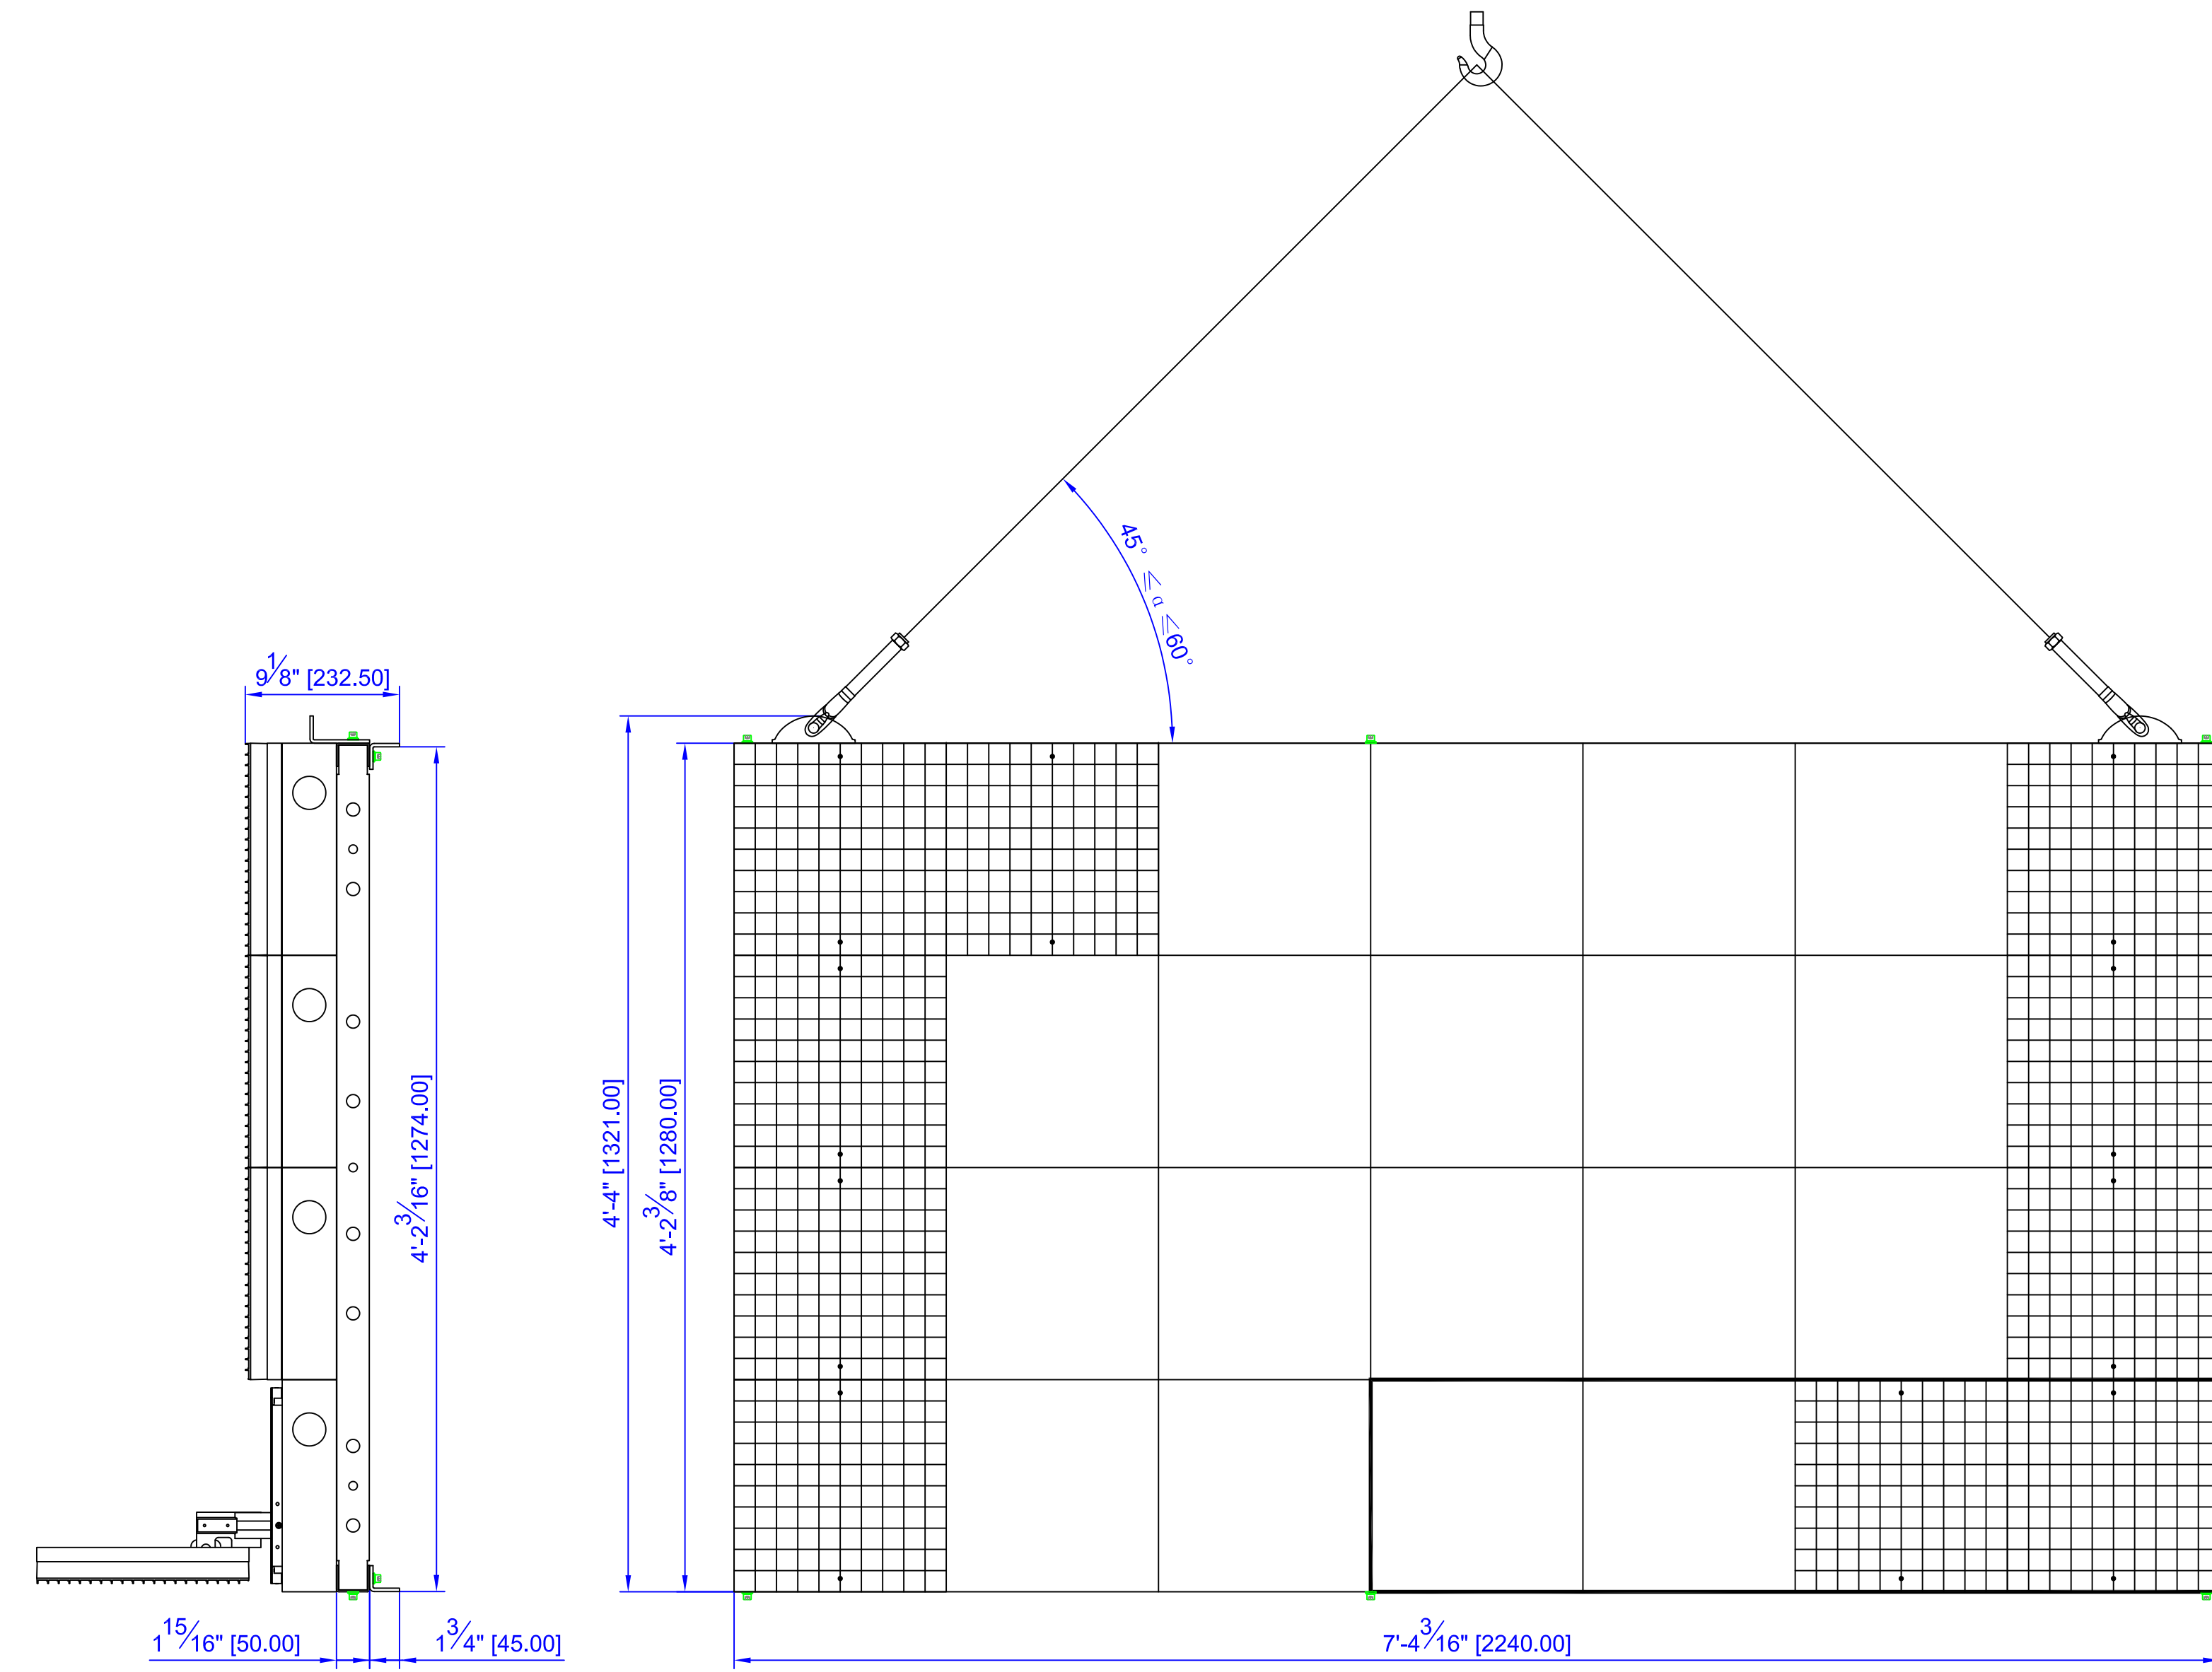 45° ≤ a ≤60°
9 1/8" [232.50]
4'-2 3/16" [1274.00]
4'-4" [1321.00]
4'-2 3/8" [1280.00]
1 15/16" [50.00]
1 3/4" [45.00]
7'-4 3/16" [2240.00]